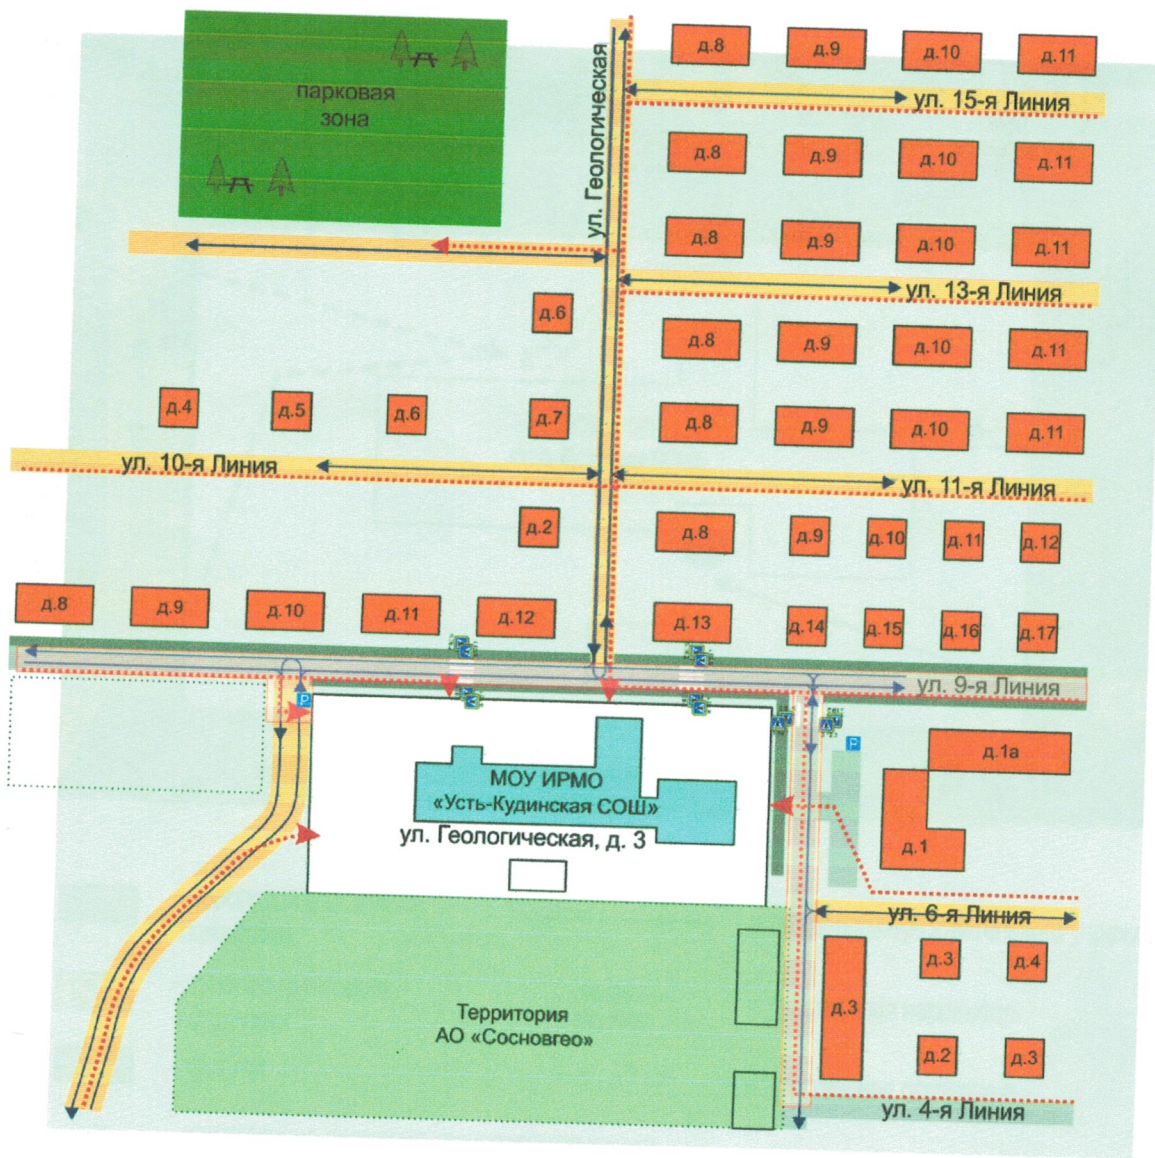 д.8 д.9 д.10 д.11
ул. Геологическая
ул. 15-я Линия
парковая
зона
д.8 д.9 д.10 д.11
д.8 д.9 д.10 д.11
ул. 13-я Линия
д.6
д.8 д.9 д.10 д.11
д.4 д.5 д.6 д.7
д.8 д.9 д.10 д.11
ул. 10-я Линия
ул. 11-я Линия
д.2
д.8 д.9 д.10 д.11 д.12
д.8 д.9 д.10 д.11 д.12
д.13 д.14 д.15 д.16 д.17
ул. 9-я Линия
P
P
д.1а
МОУ ИРМО
«Усть-Кудинская СОШ»
ул. Геологическая, д. 3
д.1
ул. 6-я Линия
д.3 д.4
д.3
Территория
АО «Сосновгео»
д.2 д.3
ул. 4-я Линия